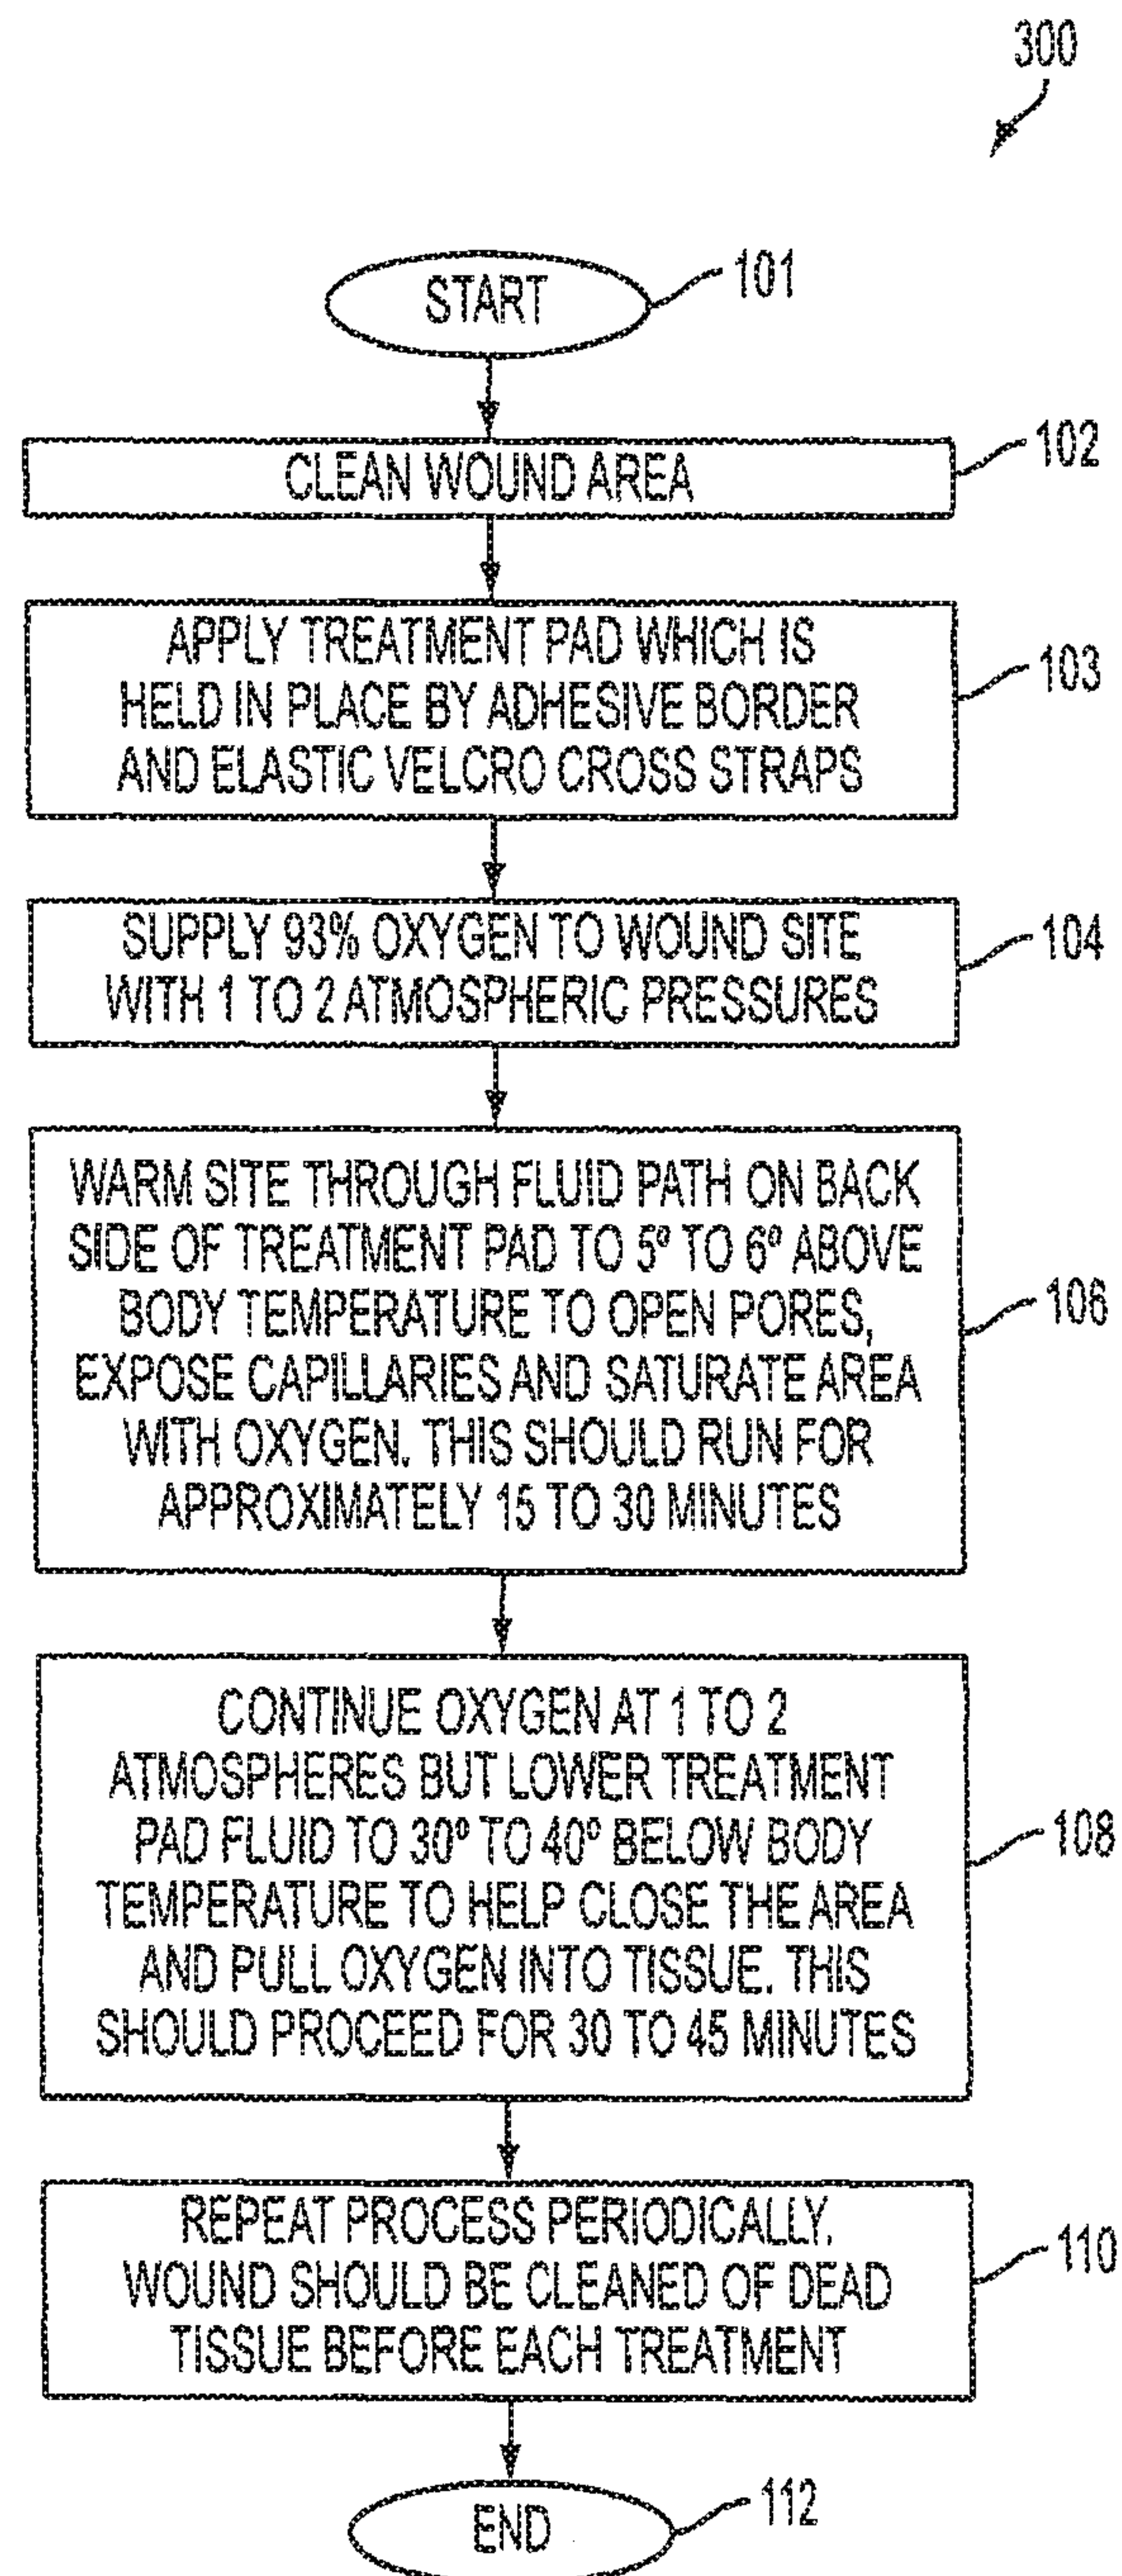 300
START
101
CLEAN WOUND AREA
102
APPLY TREATMENT PAD WHICH IS
HELD IN PLACE BY ADHESIVE BORDER
AND ELASTIC VELCRO CROSS STRAPS
103
SUPPLY 93% OXYGEN TO WOUND SITE
WITH 1 TO 2 ATMOSPHERIC PRESSURES
104
WARM SITE THROUGH FLUID PATH ON BACK
SIDE OF TREATMENT PAD TO 5º TO 6º ABOVE
BODY TEMPERATURE TO OPEN PORES,
EXPOSE CAPILLARIES AND SATURATE AREA
WITH OXYGEN. THIS SHOULD RUN FOR
APPROXIMATELY 15 TO 30 MINUTES
106
CONTINUE OXYGEN AT 1 TO 2
ATMOSPHERES BUT LOWER TREATMENT
PAD FLUID TO 30º TO 40º BELOW BODY
TEMPERATURE TO HELP CLOSE THE AREA
AND PULL OXYGEN INTO TISSUE. THIS
SHOULD PROCEED FOR 30 TO 45 MINUTES
108
REPEAT PROCESS PERIODICALLY.
WOUND SHOULD BE CLEANED OF DEAD
TISSUE BEFORE EACH TREATMENT
110
END
112